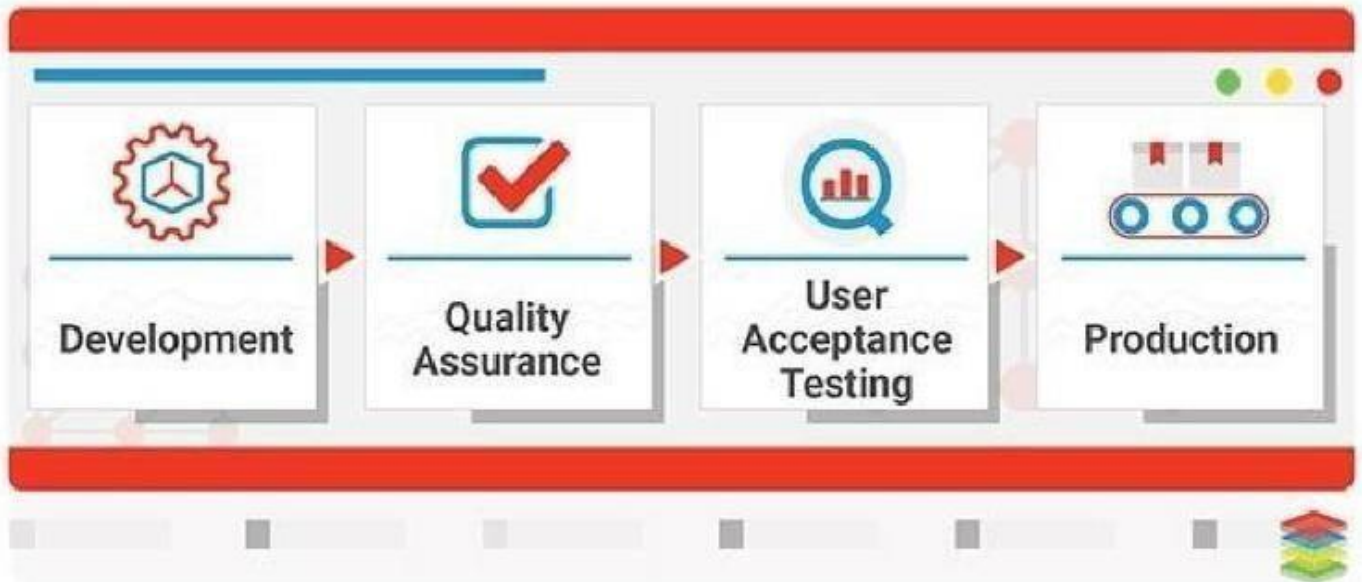 Development
Quality
Assurance
User
Acceptance
Testing
Production